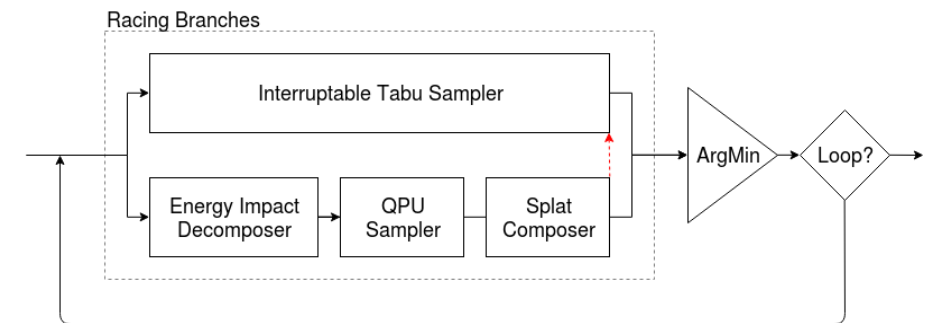 Racing Branches
Interruptable Tabu Sampler
Energy Impact
Decomposer
QPU
Sampler
Splat
Composer
ArgMin
Loop?